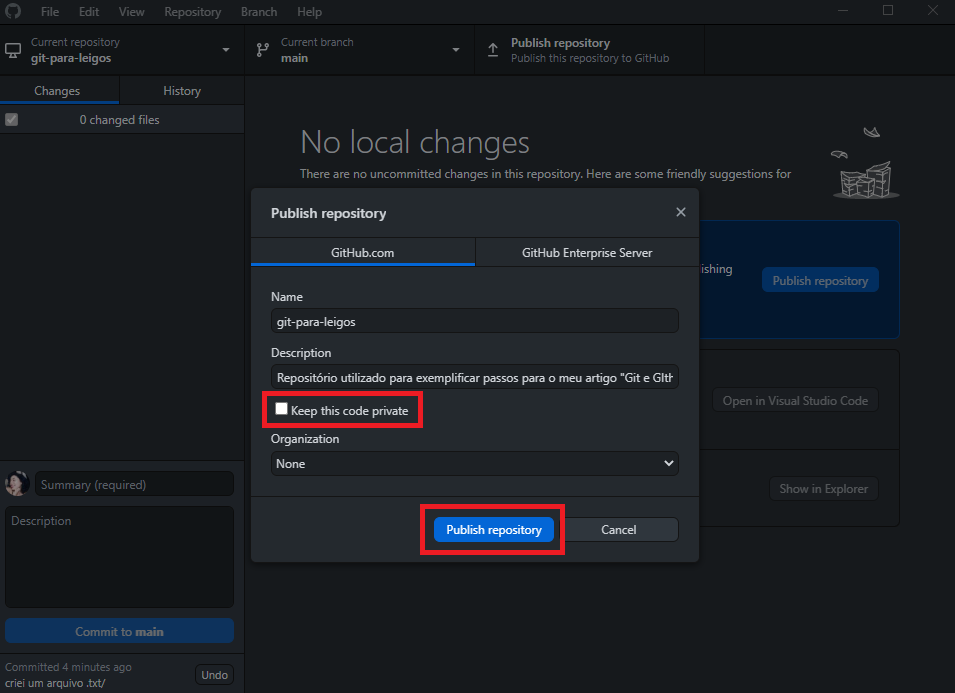 File Edit View Repository Branch Help
Current repository
git-para-leigos
Current branch
main
Publish repository
Publish this repository to GitHub
Changes
History
0 changed files
No local changes
There are no uncommitted changes in this repository. Here are some friendly suggestions for
Publish repository
GitHub.com
GitHub Enterprise Server
Name
git-para-leigos
Description
Repositório utilizado para exemplificar passos para o meu artigo "Git e GIth
Keep this code private
Organization
None
Publish repository
Cancel
ishing
Publish repository
Open in Visual Studio Code
Show in Explorer
Summary (required)
Description
Commit to main
Committed 4 minutes ago
criei um arquivo .txt/
Undo